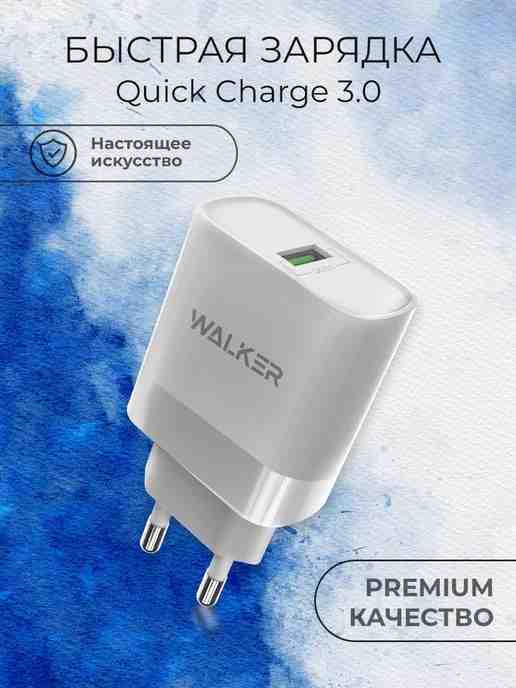 БЫСТРАЯ ЗАРЯДКА
Quick Charge 3.0
Настоящее
искусство
WALKER
PREMIUM
КАЧЕСТВО